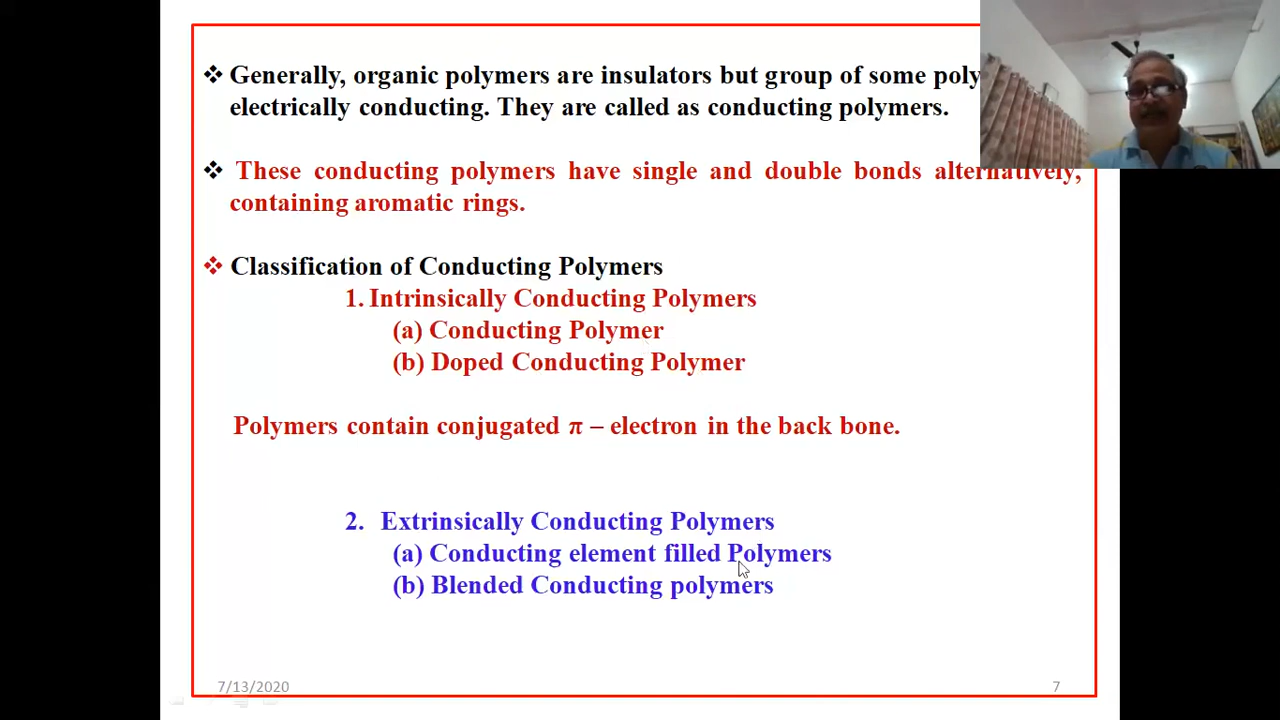 ❖ Generally, organic polymers are insulators but group of some
electrically conducting. They are called as conducting polymers.
❖ These conducting polymers have single and double bonds alternatively,
containing aromatic rings.
❖ Classification of Conducting Polymers
1. Intrinsically Conducting Polymers
(a) Conducting Polymer
(b) Doped Conducting Polymer
Polymers contain conjugated π – electron in the back bone.
2. Extrinsically Conducting Polymers
(a) Conducting element filled Polymers
(b) Blended Conducting polymers
7/13/2020
7